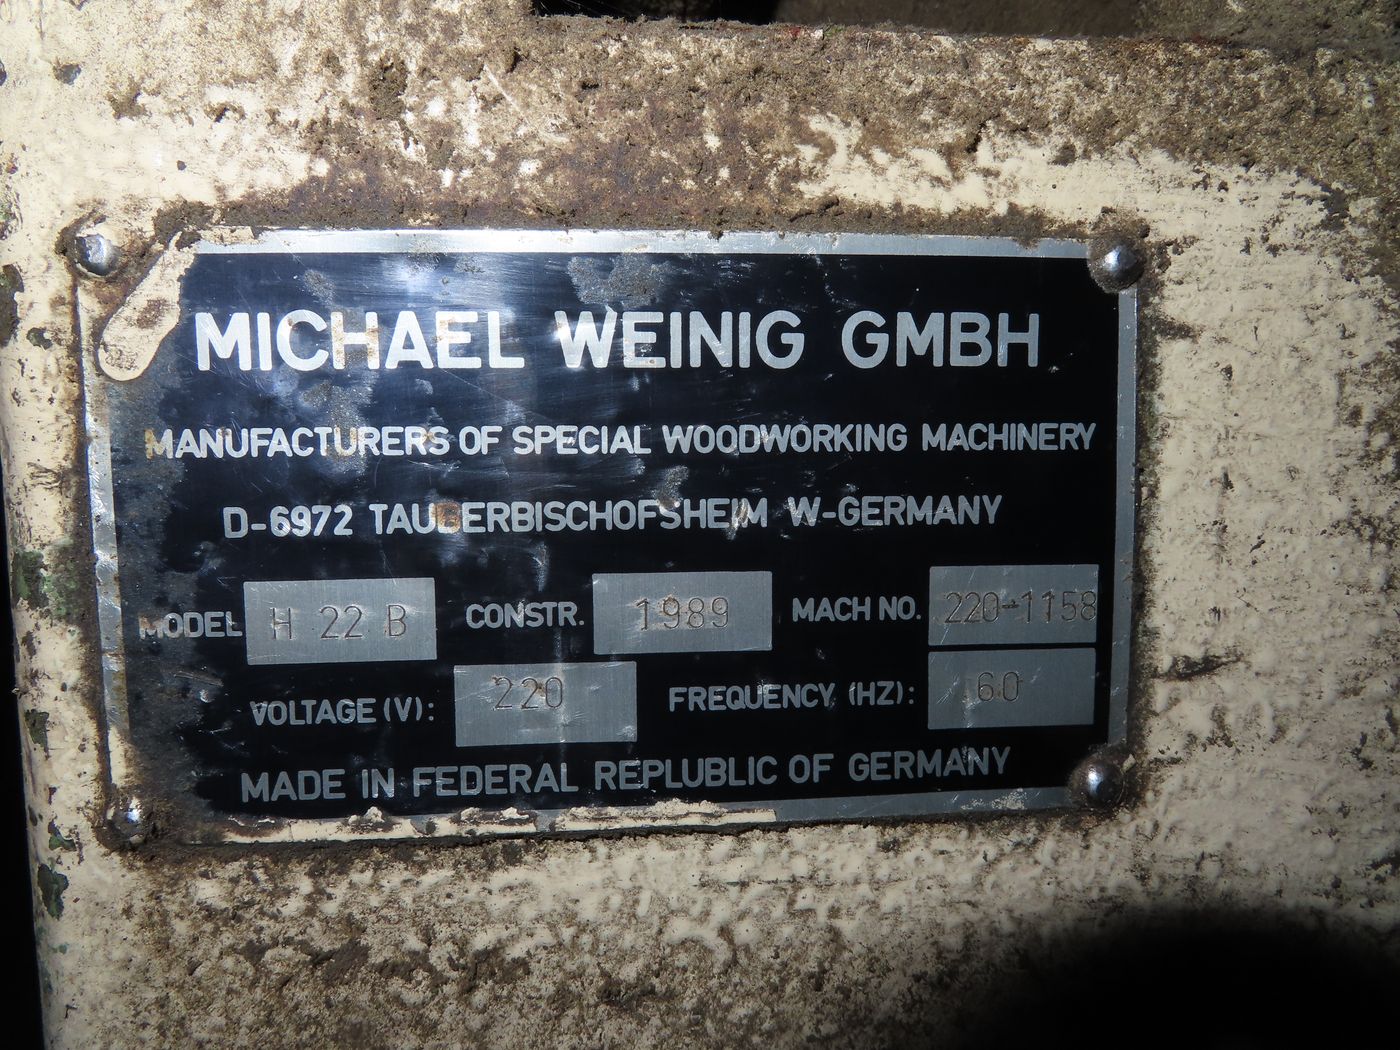 MICHAEL WEINIG GMBH
MANUFACTURERS OF SPECIAL WOODWORKING MACHINERY
D-6972 TAUBERBISCHOFSHEIM W-GERMANY
MODEL H 22 B CONSTR. 1989 MACH NO. 220-1158
VOLTAGE (V): 220 FREQUENCY (HZ): 60
MADE IN FEDERAL REPLUBLIC OF GERMANY